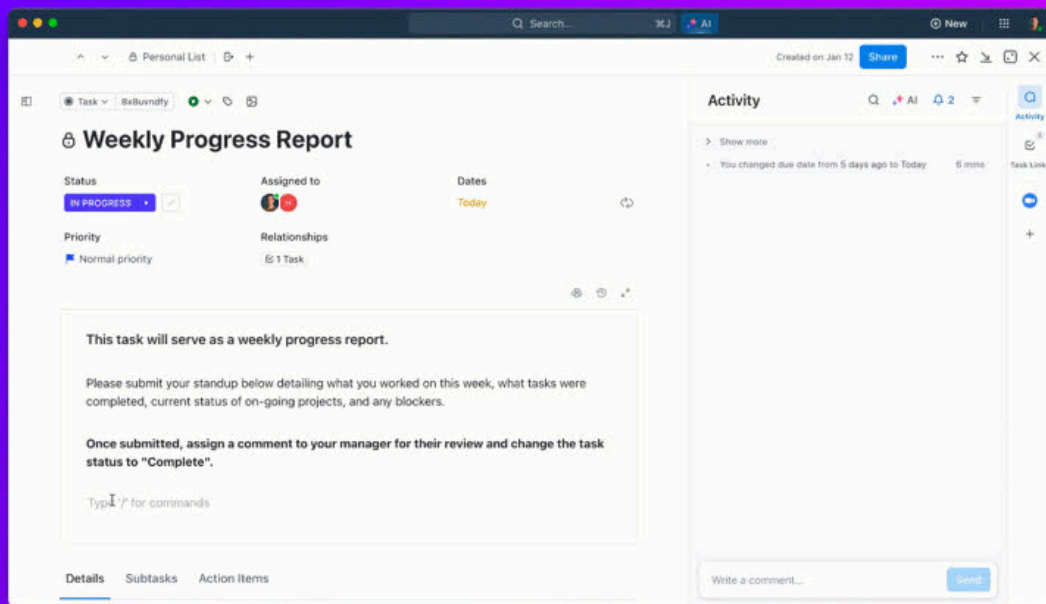 Search...
⌘J
AI
New
Personal List
Created on Jan 12
Share
Task
8xBuvndfy
Weekly Progress Report
Status
Assigned to
Dates
IN PROGRESS
Today
Priority
Relationships
Normal priority
1 Task
This task will serve as a weekly progress report.
Please submit your standup below detailing what you worked on this week, what tasks were
completed, current status of on-going projects, and any blockers.
Once submitted, assign a comment to your manager for their review and change the task
status to "Complete".
Type '/' for commands
Details
Subtasks
Action Items
Activity
AI
2
Show more
You changed due date from 5 days ago to Today
6 mins
Write a comment...
Send
Activity
Task Link